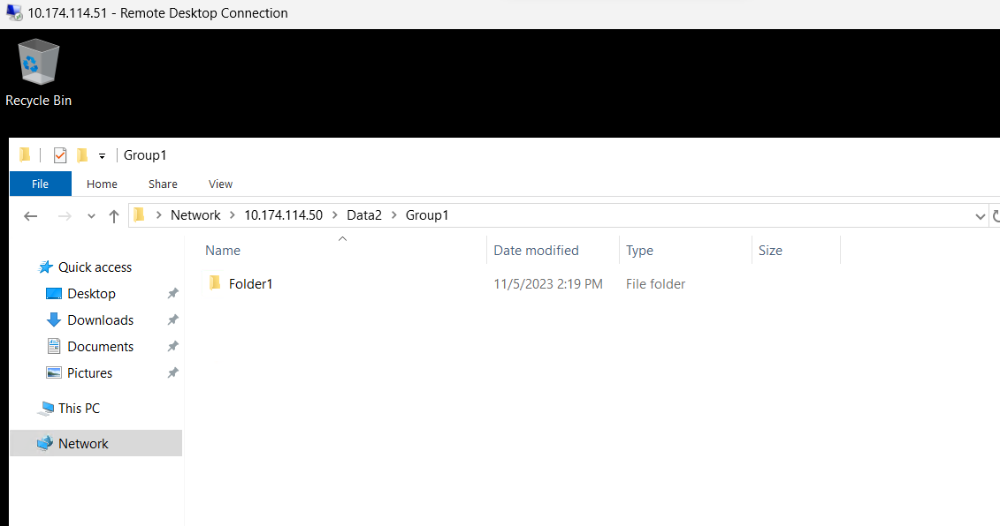 10.174.114.51 - Remote Desktop Connection
Recycle Bin
Group1
File Home Share View
Network 10.174.114.50 Data2 Group1
Name Date modified Type Size
Quick access
Folder1 11/5/2023 2:19 PM File folder
Desktop
Downloads
Documents
Pictures
This PC
Network